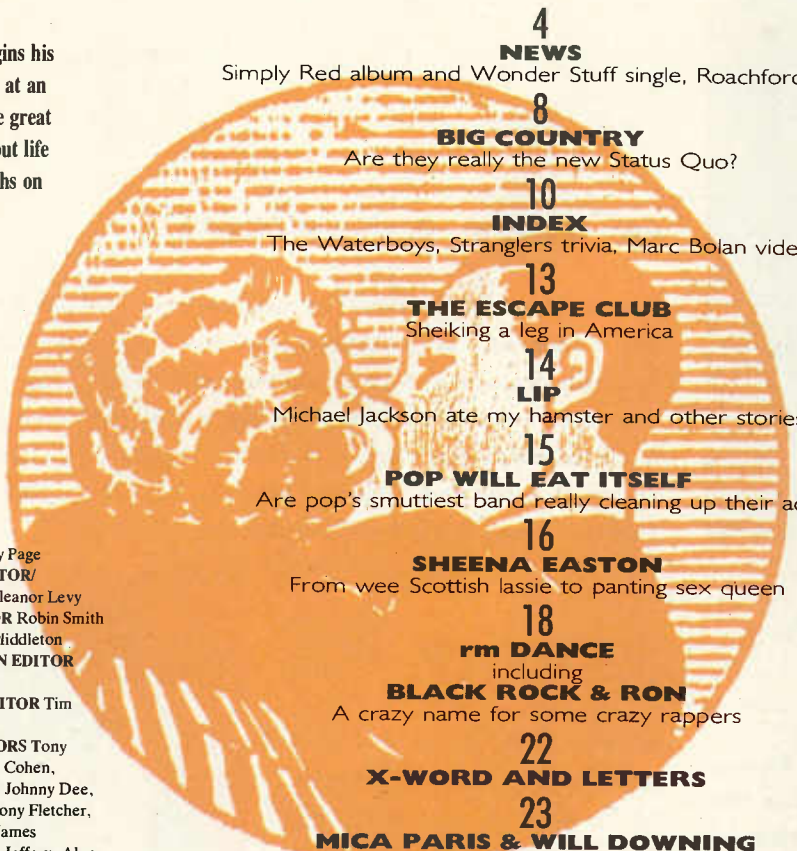 gins his
at an
e great
out life
hs on
y Page
TOR/
leanor Levy
R Robin Smith
iddleton
N EDITOR
ITOR Tim
ORS Tony
Cohen,
Johnny Dee,
ony Fletcher,
ames
4
NEWS
Simply Red album and Wonder Stuff single, Roachford
8
BIG COUNTRY
Are they really the new Status Quo?
10
INDEX
The Waterboys, Stranglers trivia, Marc Bolan vide
13
THE ESCAPE CLUB
Sheiking a leg in America
14
LIP
Michael Jackson ate my hamster and other stories
15
POP WILL EAT ITSELF
Are pop's smuttiest band really cleaning up their a
16
SHEENA EASTON
From wee Scottish lassie to panting sex queen
18
rm DANCE
including
BLACK ROCK & RON
A crazy name for some crazy rappers
22
X-WORD AND LETTERS
23
MICA PARIS & WILL DOWNING